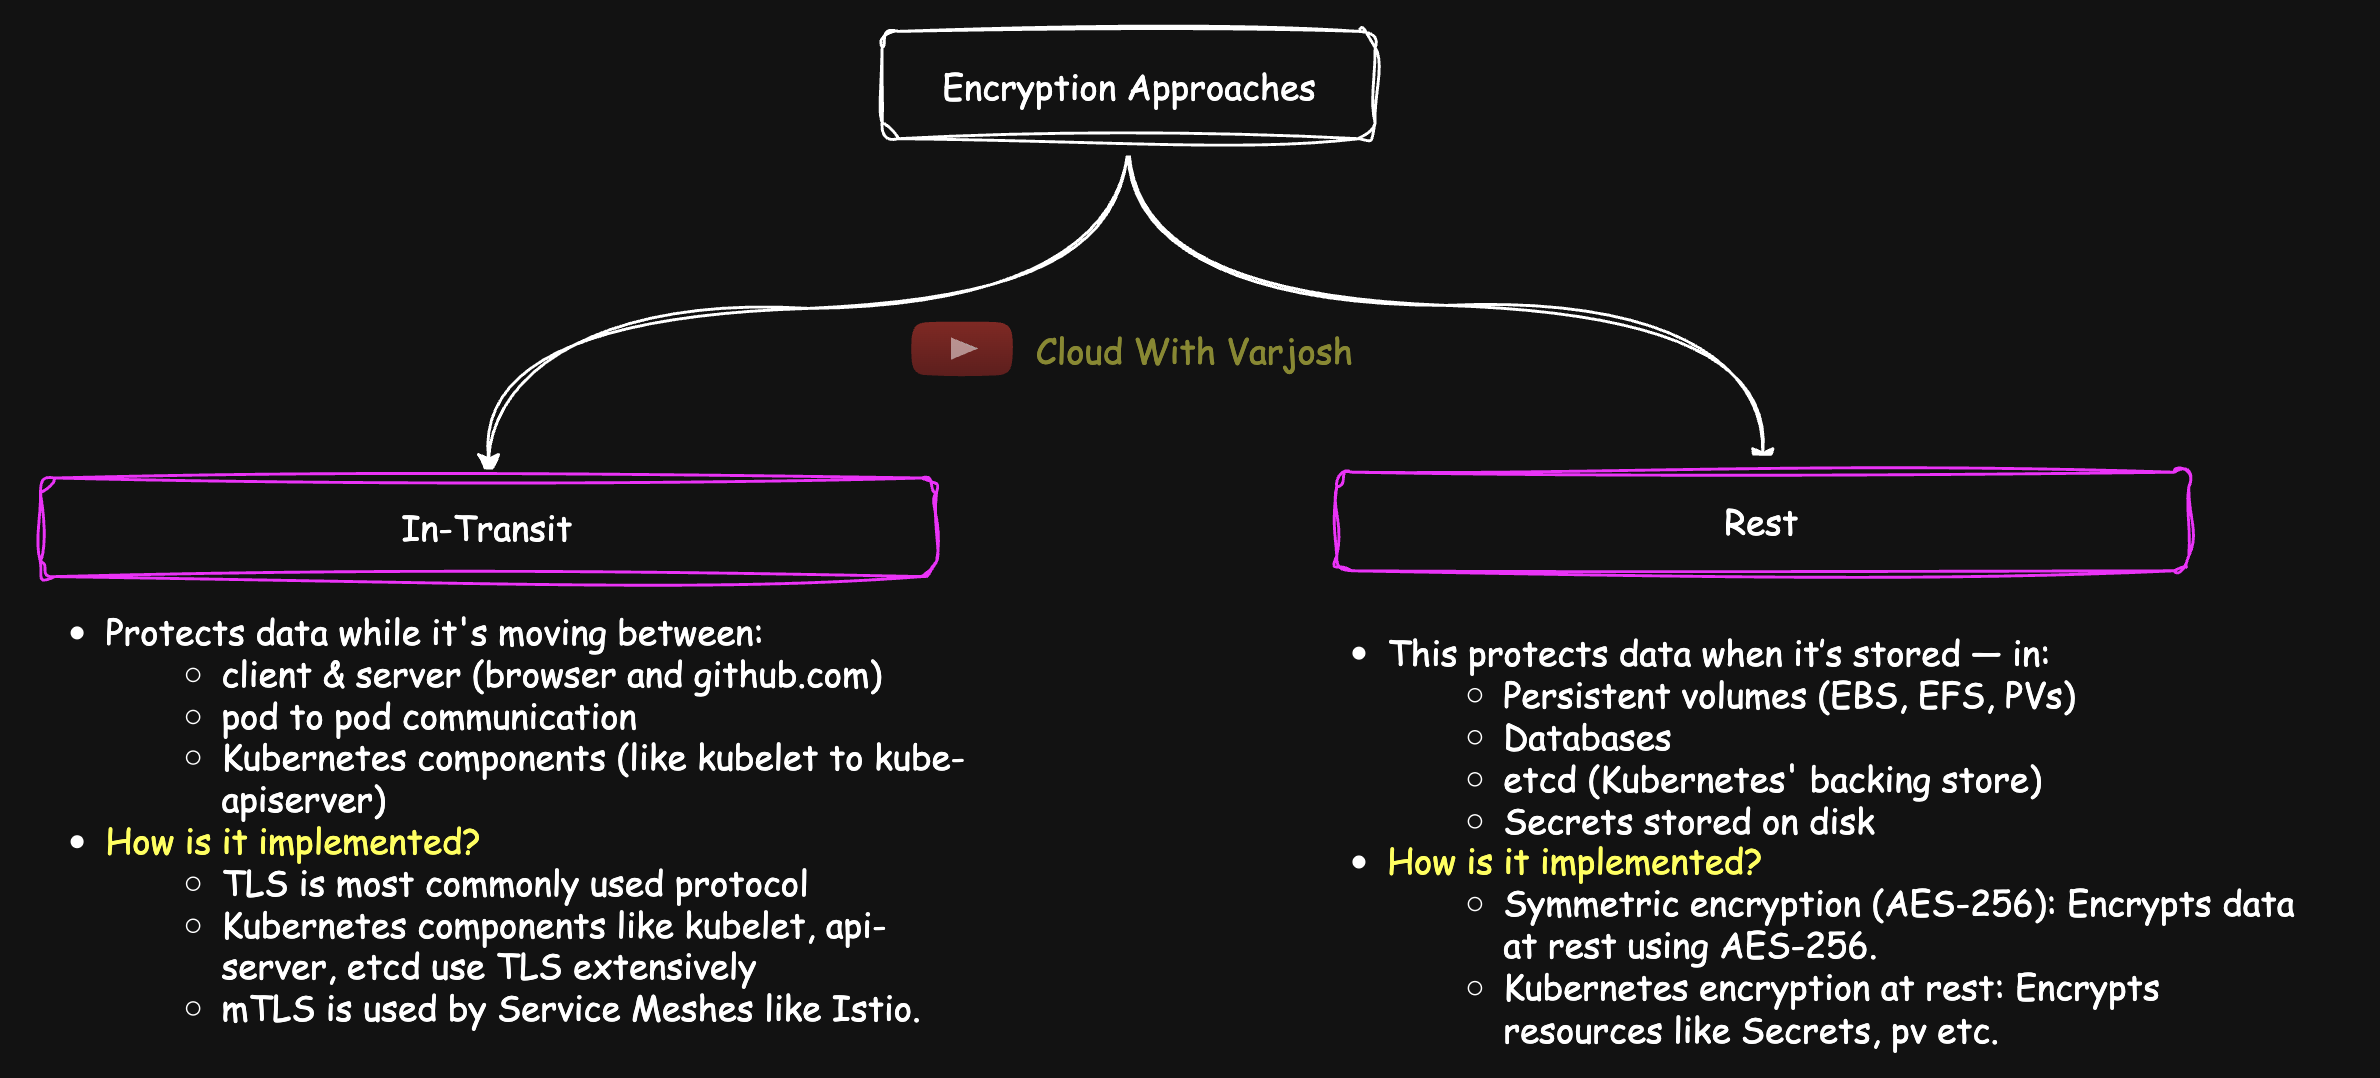 Encryption Approaches
Cloud With Varjosh
In-Transit
• Protects data while it's moving between:
○ client & server (browser and github.com)
○ pod to pod communication
○ Kubernetes components (like kubelet to kube-
apiserver)
• How is it implemented?
○ TLS is most commonly used protocol
○ Kubernetes components like kubelet, api-
server, etcd use TLS extensively
○ mTLS is used by Service Meshes like Istio.
Rest
• This protects data when it’s stored — in:
○ Persistent volumes (EBS, EFS, PVs)
○ Databases
○ etcd (Kubernetes' backing store)
○ Secrets stored on disk
• How is it implemented?
○ Symmetric encryption (AES-256): Encrypts data
at rest using AES-256.
○ Kubernetes encryption at rest: Encrypts
resources like Secrets, pv etc.